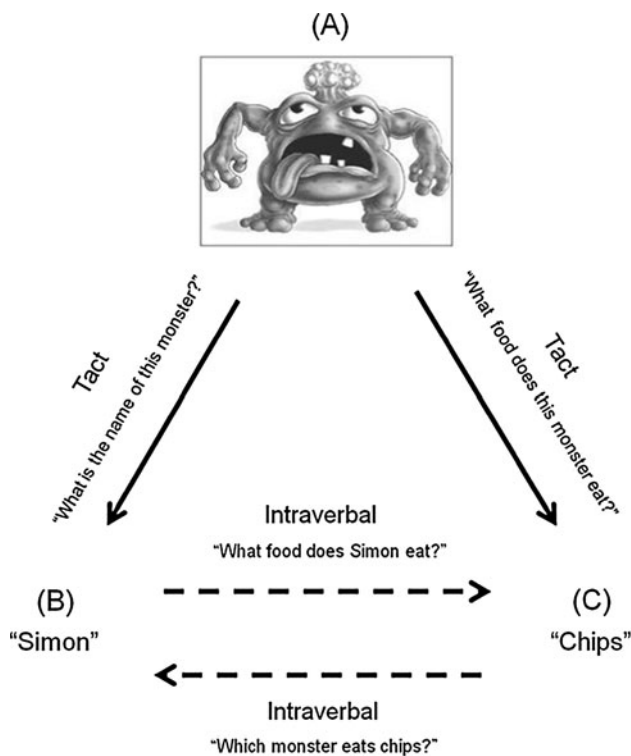 (A)
Tact
“What is the name of this monster?”
Tact
“What food does this monster eat?”
Intraverbal
“What food does Simon eat?”
(B)
“Simon”
(C)
“Chips”
Intraverbal
“Which monster eats chips?”